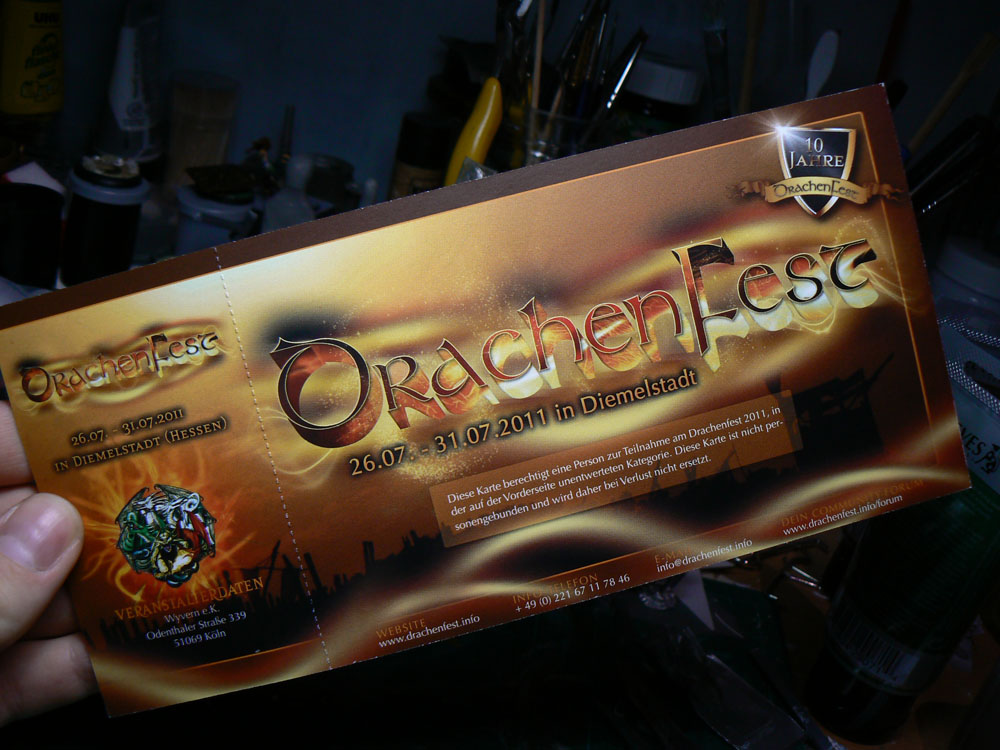 UHU
10
JAHRE
DRACHENFEST
DRACHENFEST
26.07. - 31.07.2011 in Diemelstadt
Diese Karte berechtigt eine Person zur Teilnahme am Drachenfest 2011, in
der auf der Vorderseite unentwerteten Kategorie. Diese Karte ist nicht per-
sonengebunden und wird daher bei Verlust nicht ersetzt.
WEBSITE
www.drachenfest.info
INFOTELEFON
+ 49 (0) 221 67 11 78 46
E-MAIL
info@drachenfest.info
DEIN COMMUNITY FORUM
www.drachenfest.info/forum
DRACHENFEST
26.07. - 31.07.2011
IN DIEMELSTADT (HESSEN)
VERANSTALTERDATEN
Wyvern e.K.
Odenthaler Straße 339
51069 Köln